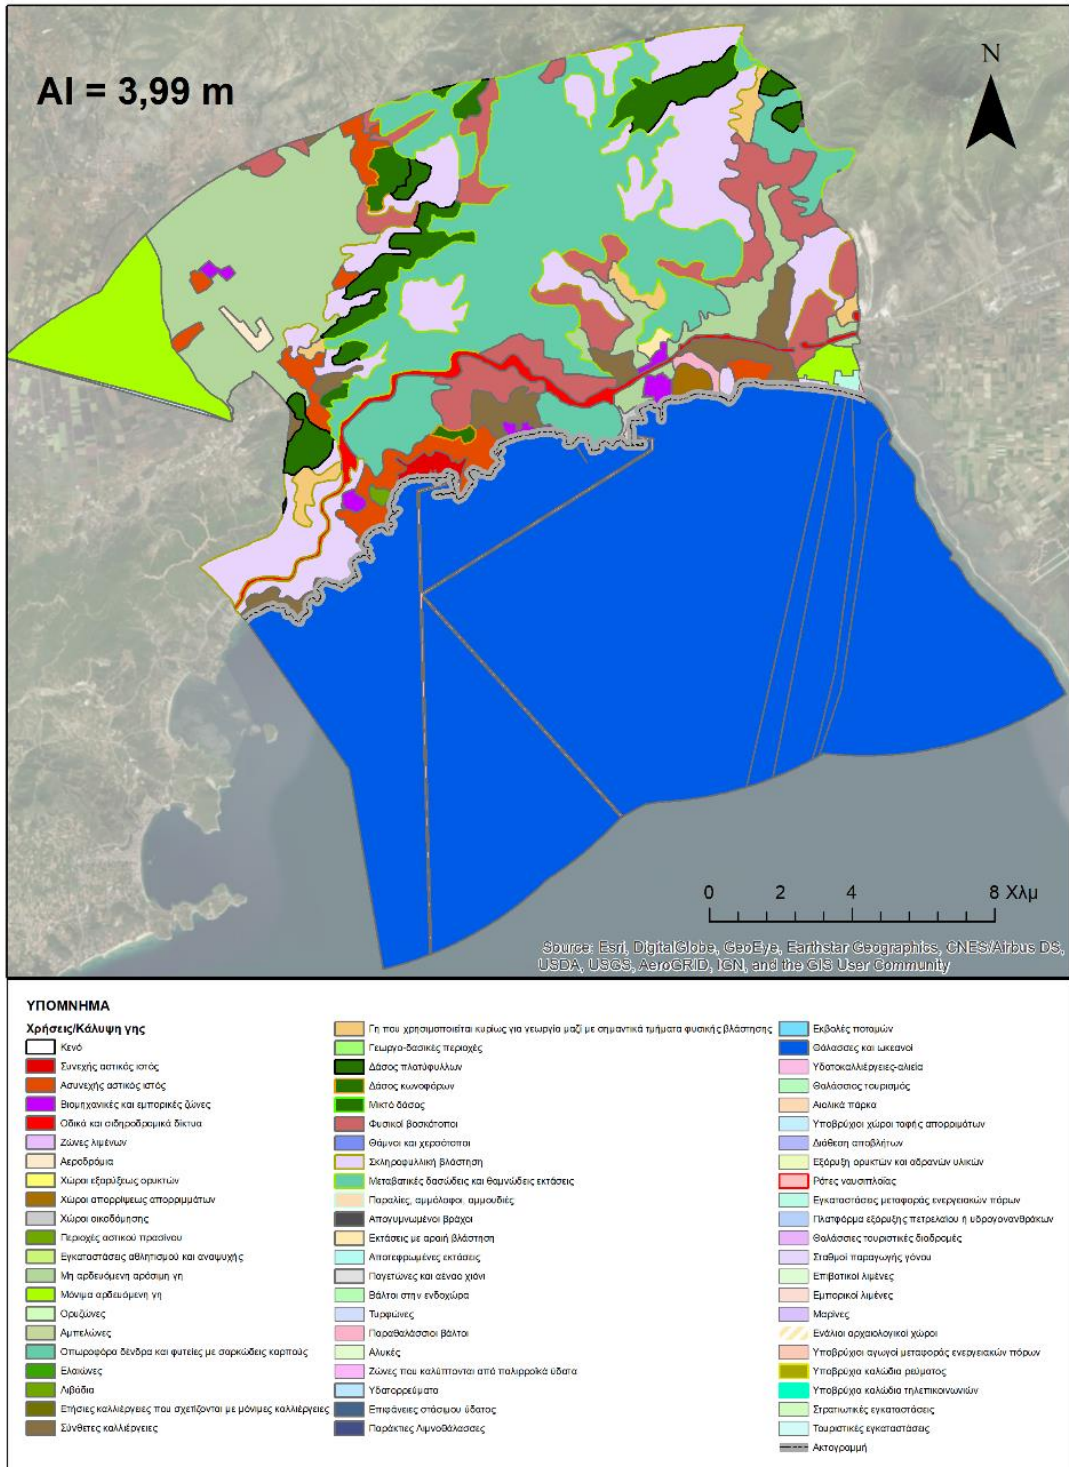 AI = 3,99 m
N
0 2 4 8 Χλμ
Source: Esri, DigitalGlobe, GeoEye, Earthstar Geographics, CNES/Airbus DS,
USDA, USGS, AeroGRID, IGN, and the GIS User Community
ΥΠΟΜΝΗΜΑ
Χρήσεις/Κάλυψη γης
Κενό
Συνεχής αστικός ιστός
Ασυνεχής αστικός ιστός
Βιομηχανικές και εμπορικές ζώνες
Οδικά και σιδηροδρομικά δίκτυα
Ζώνες λιμένων
Αεροδρόμια
Χώροι εξορύξεως ορυκτών
Χώροι απορρίψεως απορριμμάτων
Χώροι οικοδόμησης
Περιοχές αστικού πρασίνου
Εγκαταστάσεις αθλητισμού και αναψυχής
Μη αρδευόμενη αρόσιμη γη
Μόνιμα αρδευόμενη γη
Ορυζώνες
Αμπελώνες
Οπωροφόρα δένδρα και φυτείες με σαρκώδεις καρπούς
Ελαιώνες
Λιβάδια
Ετήσιες καλλιέργειες που σχετίζονται με μόνιμες καλλιέργειες
Σύνθετες καλλιέργειες
Γη που χρησιμοποιείται κυρίως για γεωργία μαζί με σημαντικά τμήματα φυσικής βλάστησης
Γεωργο-δασικές περιοχές
Δάσος πλατύφυλλων
Δάσος κωνοφόρων
Μικτό δάσος
Φυσικοί βοσκότοποι
Θάμνοι και χερσότοποι
Σκληροφυλλική βλάστηση
Μεταβατικές δασώδεις και θαμνώδεις εκτάσεις
Παραλίες, αμμόλοφοι, αμμουδιές
Απογυμνωμένοι βράχοι
Εκτάσεις με αραιή βλάστηση
Αποτεφρωμένες εκτάσεις
Παγετώνες και αέναο χιόνι
Βάλτοι στην ενδοχώρα
Τυρφώνες
Παραθαλάσσιοι βάλτοι
Αλυκές
Ζώνες που καλύπτονται από παλιρροϊκά ύδατα
Υδατορρεύματα
Επιφάνειες στάσιμου ύδατος
Παράκτιες Λιμνοθάλασσες
Εκβολές ποταμών
Θάλασσες και ωκεανοί
Υδατοκαλλιέργειες-αλιεία
Θαλάσσιος τουρισμός
Αιολικά πάρκα
Υποβρύχιοι χώροι ταφής απορριμάτων
Διάθεση αποβλήτων
Εξόρυξη ορυκτών και αδρανών υλικών
Ρότες ναυσιπλοΐας
Εγκαταστάσεις μεταφοράς ενεργειακών πόρων
Πλατφόρμα εξόρυξης πετρελαίου ή υδρογονανθράκων
Θαλάσσιες τουριστικές διαδρομές
Σταθμοί παραγωγής γόνου
Επιβατικοί λιμένες
Εμπορικοί λιμένες
Μαρίνες
Ενάλιοι αρχαιολογικοί χώροι
Υποβρύχιοι αγωγοί μεταφοράς ενεργειακών πόρων
Υποβρύχια καλώδια ρεύματος
Υποβρύχια καλώδια τηλεπικοινωνιών
Στρατιωτικές εγκαταστάσεις
Τουριστικές εγκαταστάσεις
Ακτογραμμή